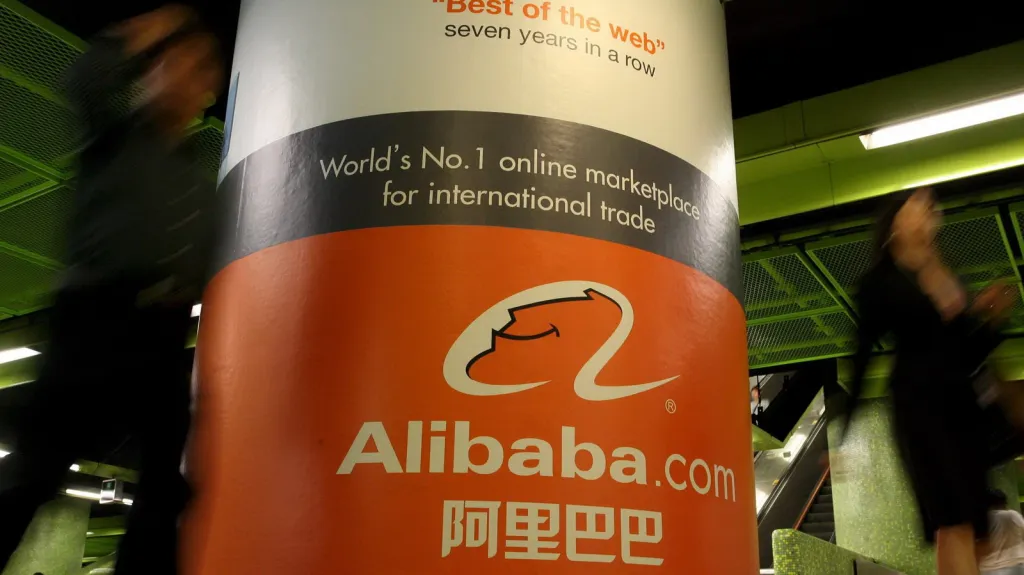 "Best of the web"
seven years in a row
World's No.1 online marketplace
for international trade
®
Alibaba.com
阿里巴巴